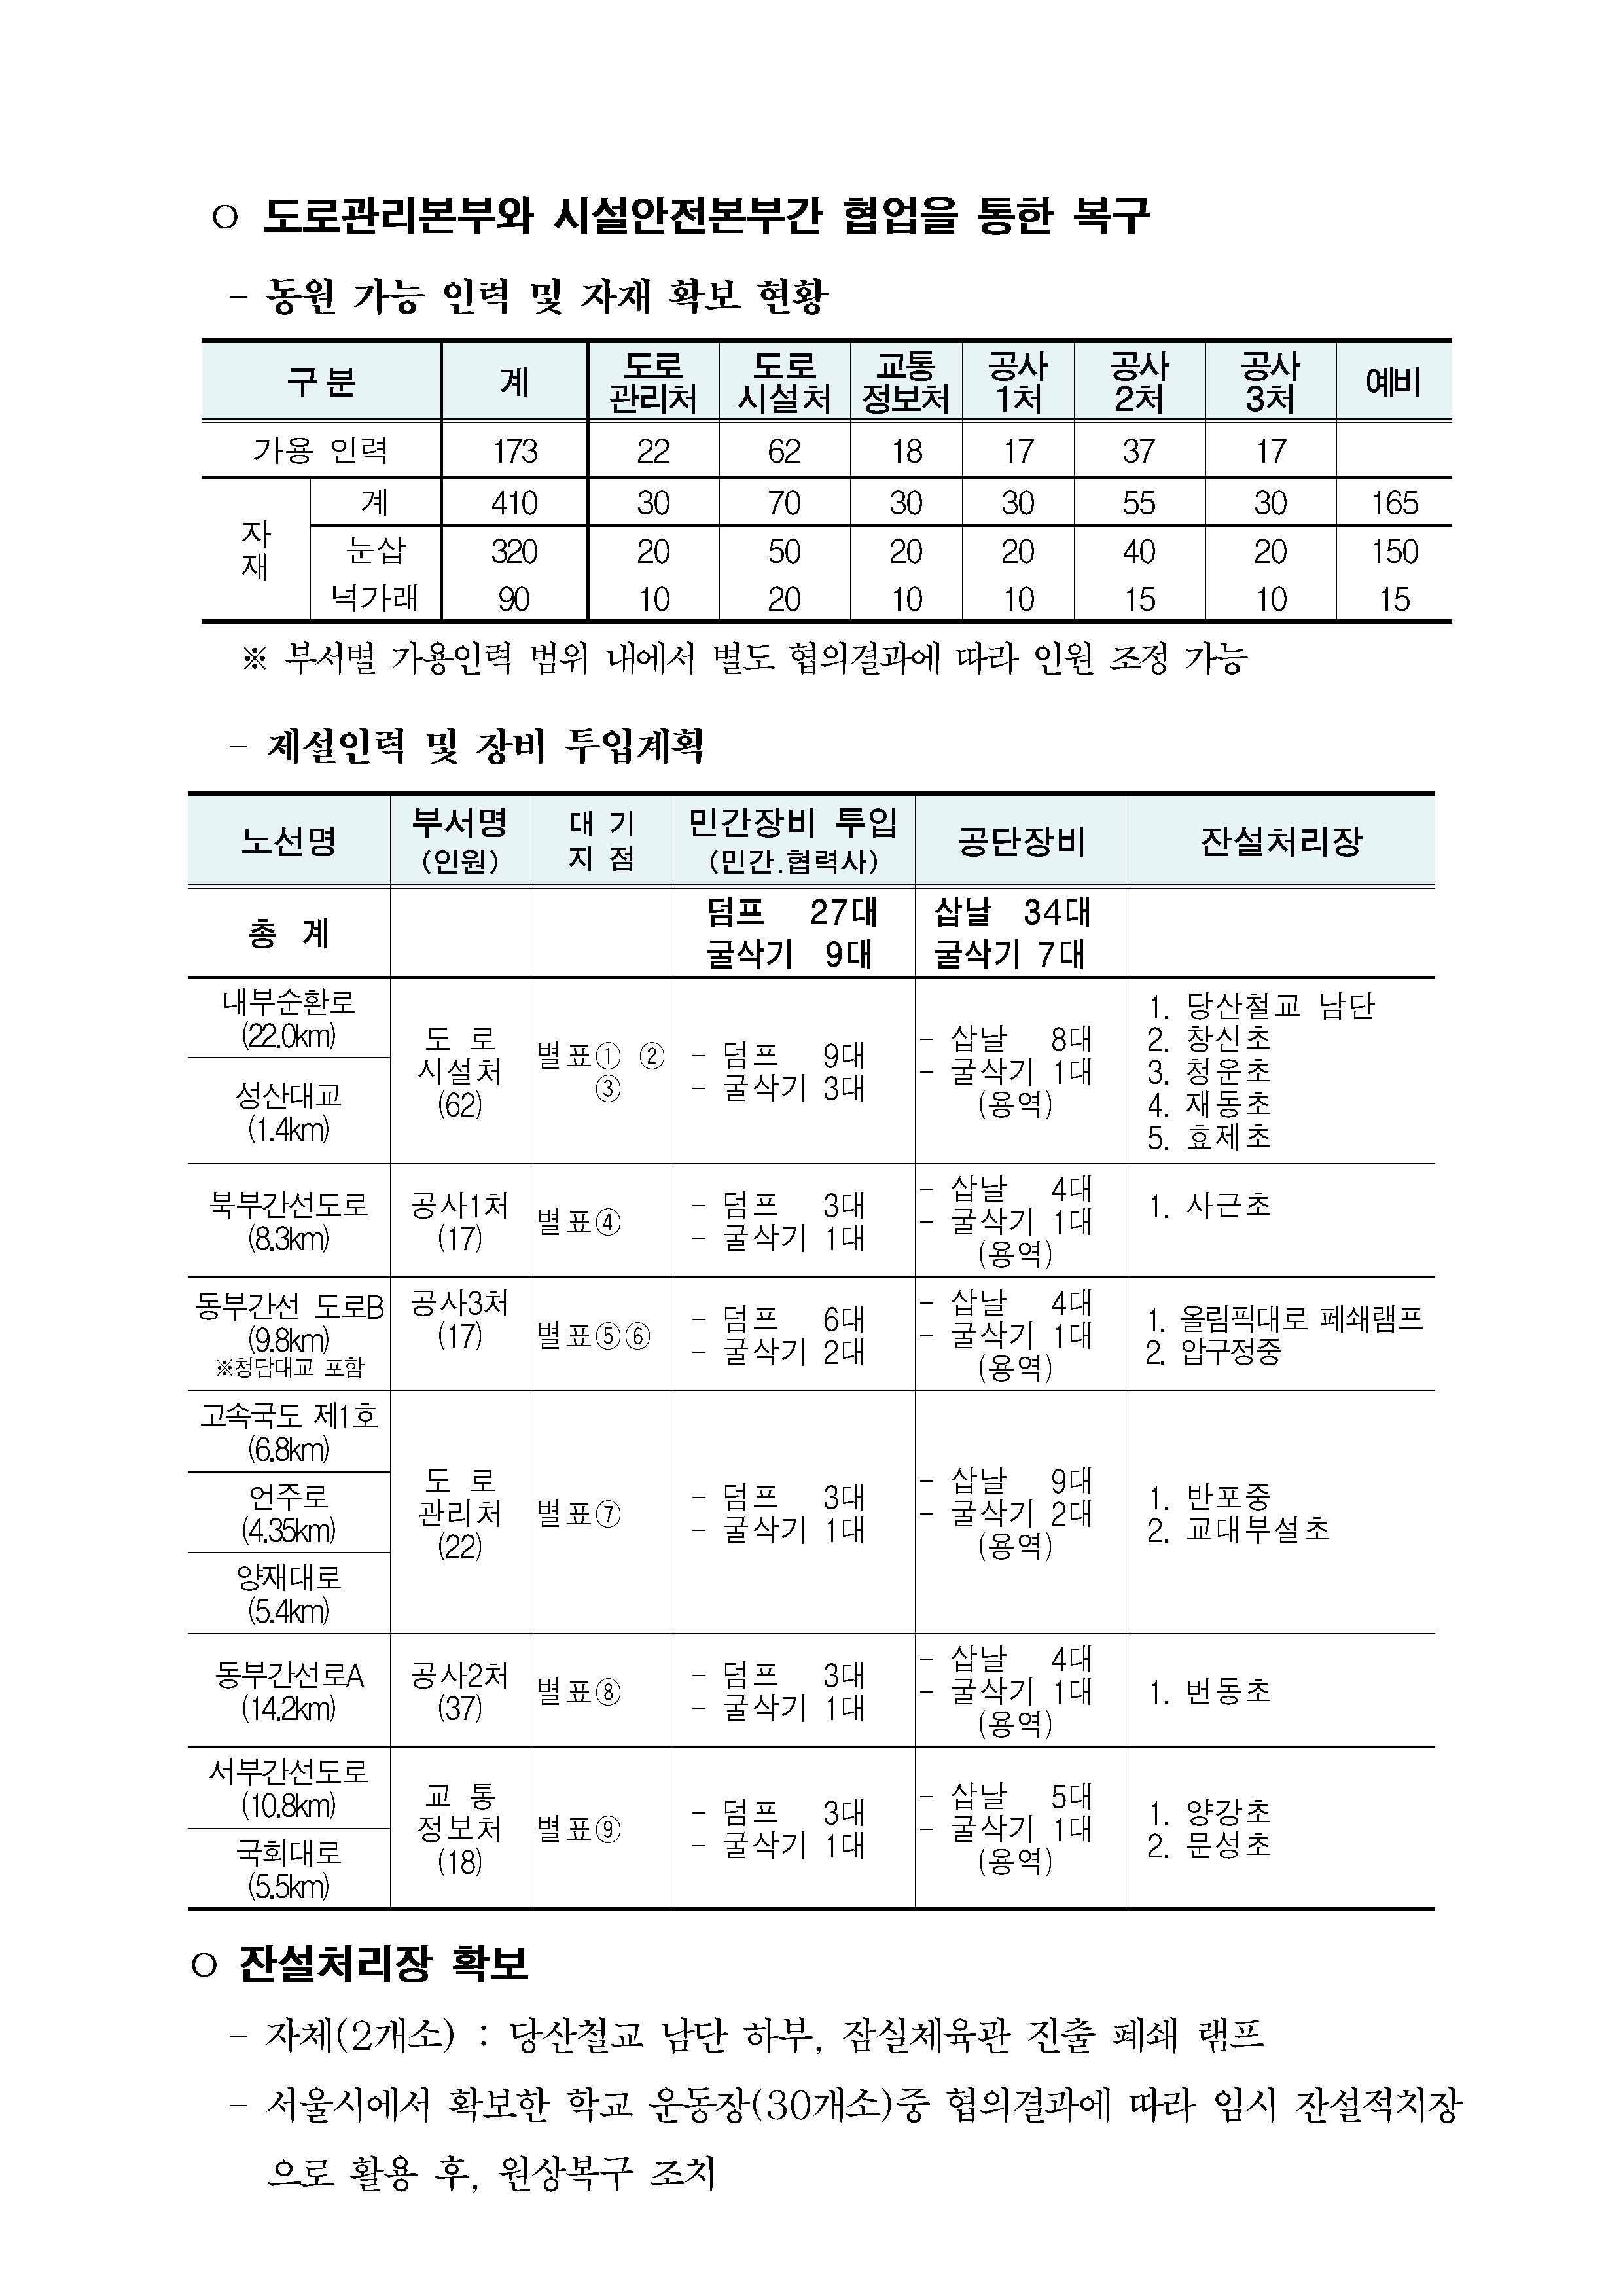 ○ 도로관리본부와 시설안전본부간 협업을 통한 복구
- 동원 가능 인력 및 자재 확보 현황
구분 계 도로관리처 도로시설처 교통정보처 공사1처 공사2처 공사3처 예비
가용 인력 173 22 62 18 17 37 17
자재 계 410 30 70 30 30 55 30 165
눈삽 320 20 50 20 20 40 20 150
넉가래 90 10 20 10 10 15 10 15
※ 부서별 가용인력 범위 내에서 별도 협의결과에 따라 인원 조정 가능
- 제설인력 및 장비 투입계획
노선명 부서명(인원) 대기지점 민간장비 투입(민간.협력사) 공단장비 잔설처리장
총 계 덤프 27대 삽날 34대
굴삭기 9대 굴삭기 7대
내부순환로
(22.0km)
성산대교
(1.4km)
도로
시설처
(62)
별표① ②
③
- 덤프 9대
- 굴삭기 3대
- 삽날 8대
- 굴삭기 1대
(용역)
1. 당산철교 남단
2. 창신초
3. 청운초
4. 재동초
5. 효제초
북부간선도로
(8.3km)
공사1처
(17)
별표④
- 덤프 3대
- 굴삭기 1대
- 삽날 4대
- 굴삭기 1대
(용역)
1. 사근초
동부간선 도로B
(9.8km)
※청담대교 포함
공사3처
(17)
별표⑤⑥
- 덤프 6대
- 굴삭기 2대
- 삽날 4대
- 굴삭기 1대
(용역)
1. 올림픽대로 폐쇄램프
2. 압구정중
고속국도 제1호
(6.8km)
언주로
(4.35km)
양재대로
(5.4km)
도로
관리처
(22)
별표⑦
- 덤프 3대
- 굴삭기 1대
- 삽날 9대
- 굴삭기 2대
(용역)
1. 반포중
2. 교대부설초
동부간선로A
(14.2km)
공사2처
(37)
별표⑧
- 덤프 3대
- 굴삭기 1대
- 삽날 4대
- 굴삭기 1대
(용역)
1. 번동초
서부간선도로
(10.8km)
국회대로
(5.5km)
교통
정보처
(18)
별표⑨
- 덤프 3대
- 굴삭기 1대
- 삽날 5대
- 굴삭기 1대
(용역)
1. 양강초
2. 문성초
○ 잔설처리장 확보
- 자체(2개소) : 당산철교 남단 하부, 잠실체육관 진출 폐쇄 램프
- 서울시에서 확보한 학교 운동장(30개소)중 협의결과에 따라 임시 잔설적치장
으로 활용 후, 원상복구 조치